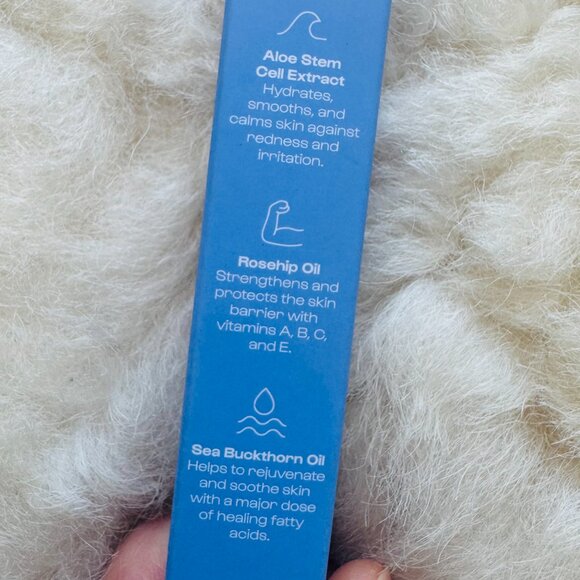 Aloe Stem
Cell Extract
Hydrates,
smooths, and
calms skin against
redness and
irritation.
Rosehip Oil
Strengthens and
protects the skin
barrier with
vitamins A, B, C,
and E.
Sea Buckthorn Oil
Helps to rejuvenate
and soothe skin
with a major dose
of healing fatty
acids.